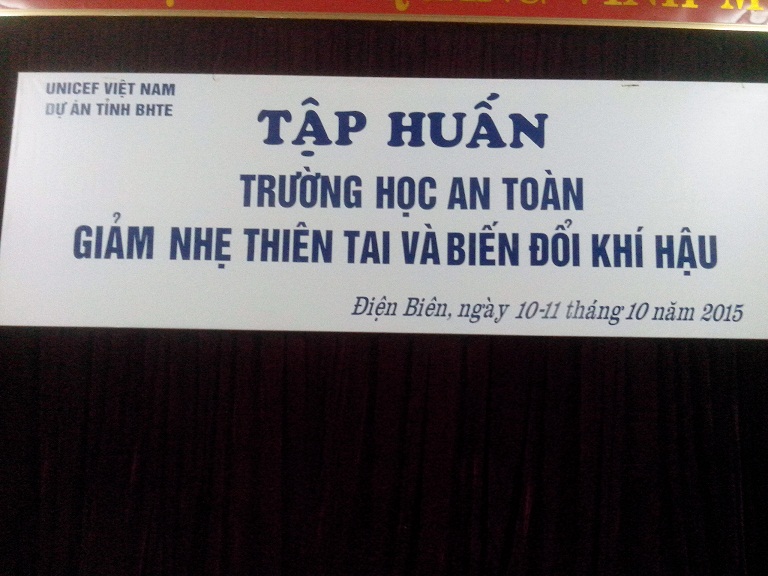 UNICEF VIỆT NAM
DỰ ÁN TỈNH BHTE
TẬP HUẤN
TRƯỜNG HỌC AN TOÀN
GIẢM NHẸ THIÊN TAI VÀ BIẾN ĐỔI KHÍ HẬU
Điện Biên, ngày 10-11 tháng 10 năm 2015